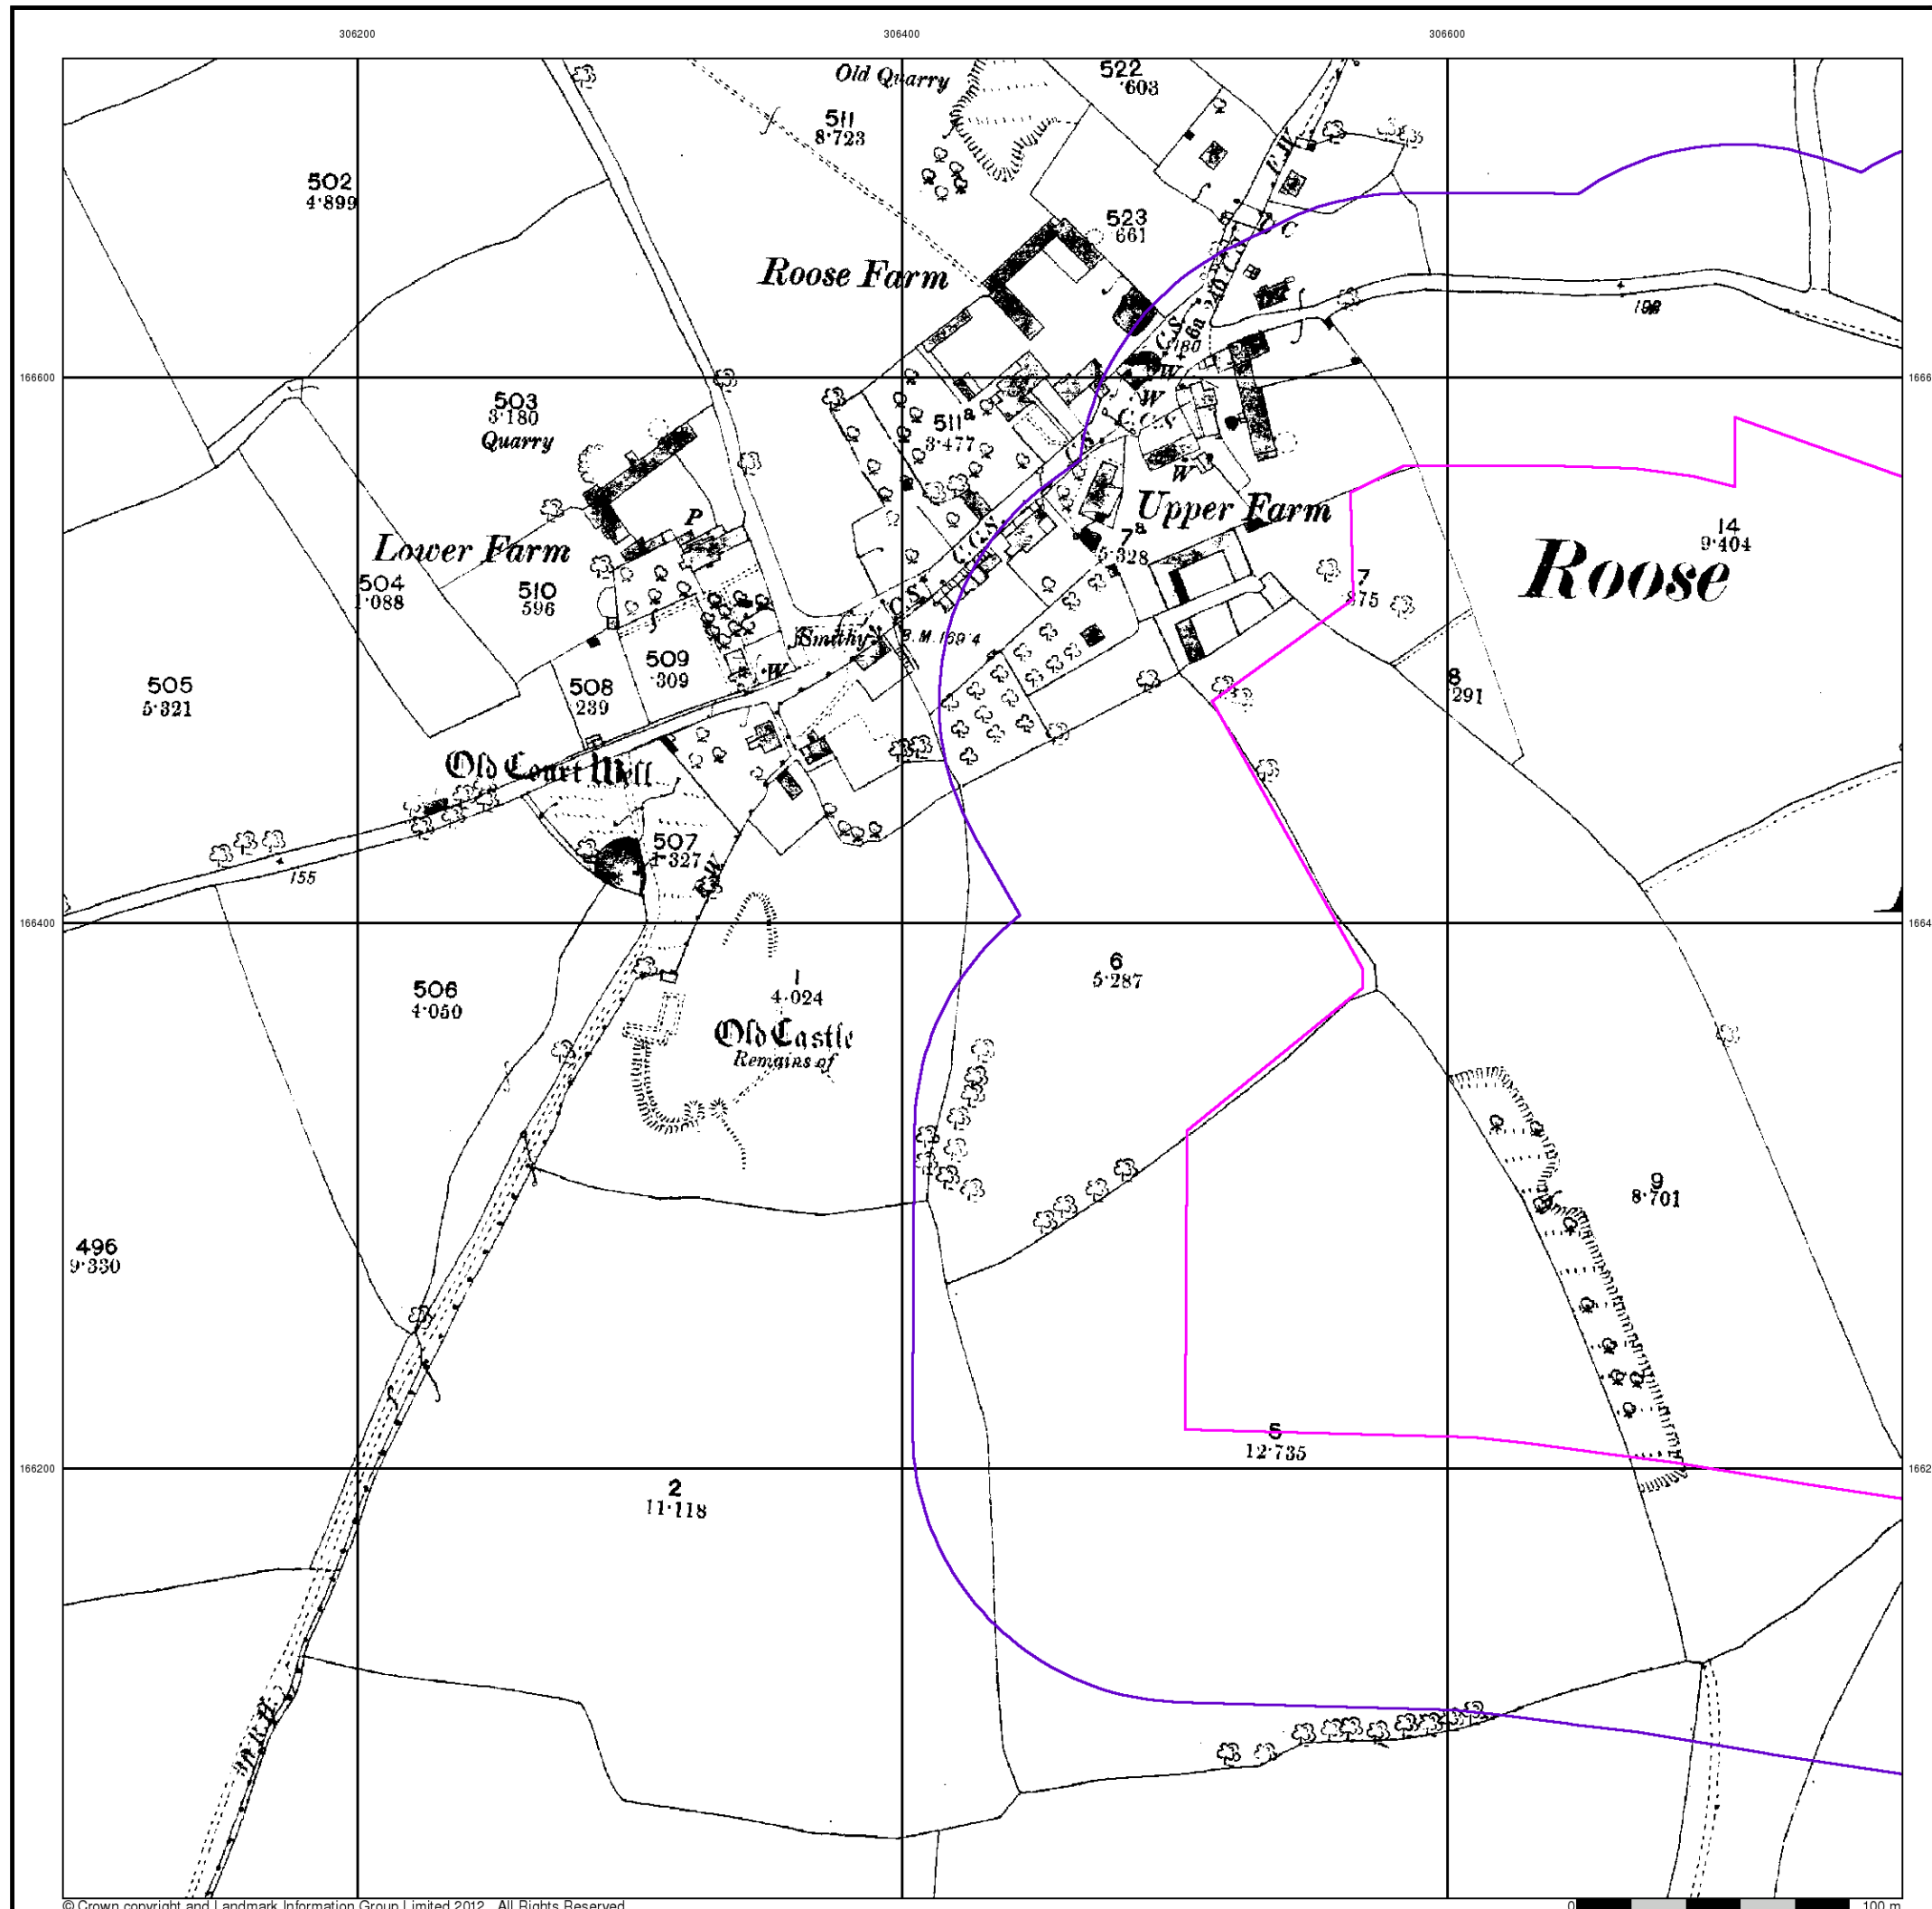 306200
306400
306600
Old Quarry
522
·603
511
8·723
502
4·899
523
·661
F.W.
Roose Farm
198
180
166600
503
3·180
Quarry
511a
3·477
W
W
C.C.S
C.S
W
P
Lower Farm
Upper Farm
7a
5·328
14
9·404
Roose
504
1·088
510
·596
C.C.S.
7
·875
C.S.
Smithy
B.M. 169·4
509
·309
W
505
5·321
508
·239
8
·291
Old Court Well
507
1·327
155
166400
6
5·287
1
4·024
506
4·050
Old Castle
Remains of
9
8·701
496
9·330
5
12·735
166200
2
11·118
© Crown copyright and Landmark Information Group Limited 2012. All Rights Reserved.
0
100 m